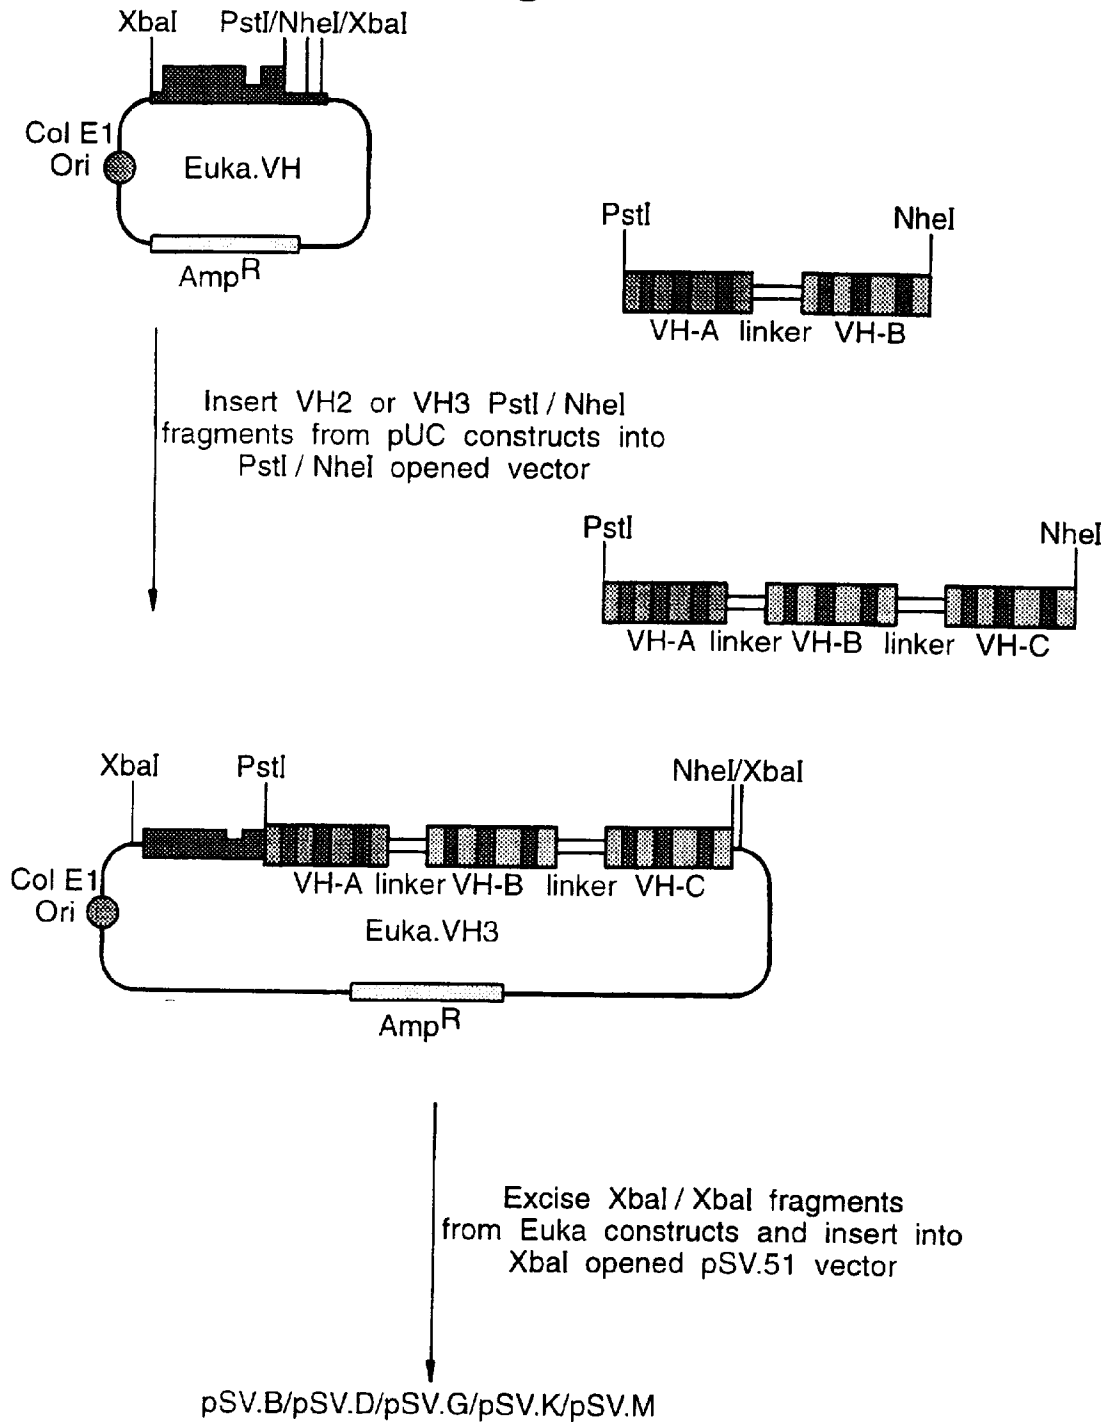 XbaI PstI/NheI/XbaI
Col E1
Ori
Euka.VH
AmpR
PstI NheI
VH-A linker VH-B
Insert VH2 or VH3 PstI / NheI
fragments from pUC constructs into
PstI / NheI opened vector
PstI NheI
VH-A linker VH-B linker VH-C
XbaI PstI NheI/XbaI
VH-A linker VH-B linker VH-C
Col E1
Ori
Euka.VH3
AmpR
Excise XbaI / XbaI fragments
from Euka constructs and insert into
XbaI opened pSV.51 vector
pSV.B/pSV.D/pSV.G/pSV.K/pSV.M